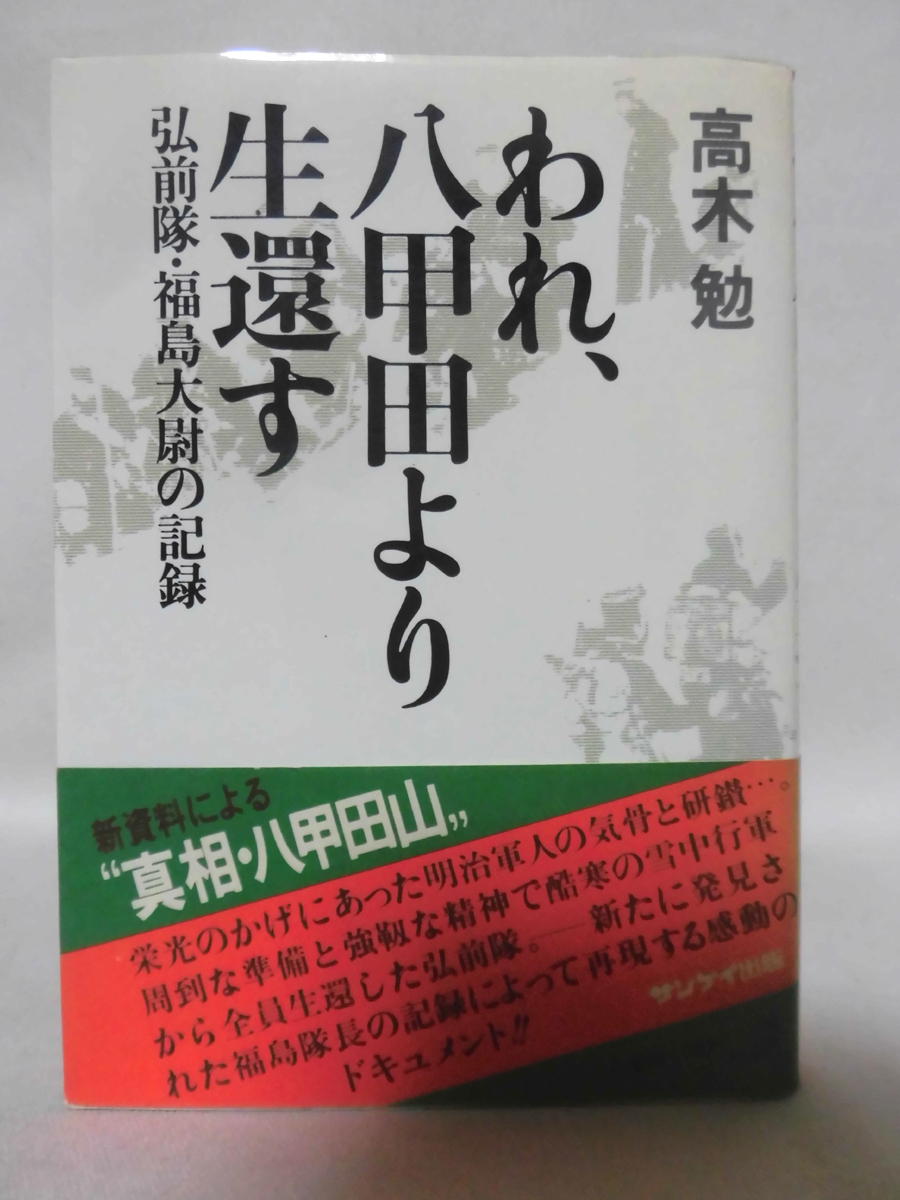 高木 勉
われ、
八甲田より
生還す
弘前隊・福島大尉の記録
新資料による
“真相・八甲田山”
栄光のかげにあった明治軍人の気骨と研鑚…。
周到な準備と強靱な精神で酷寒の雪中行軍
から全員生還した弘前隊。──新たに発見さ
れた福島隊長の記録によって再現する感動の
ドキュメント!!
サンケイ出版